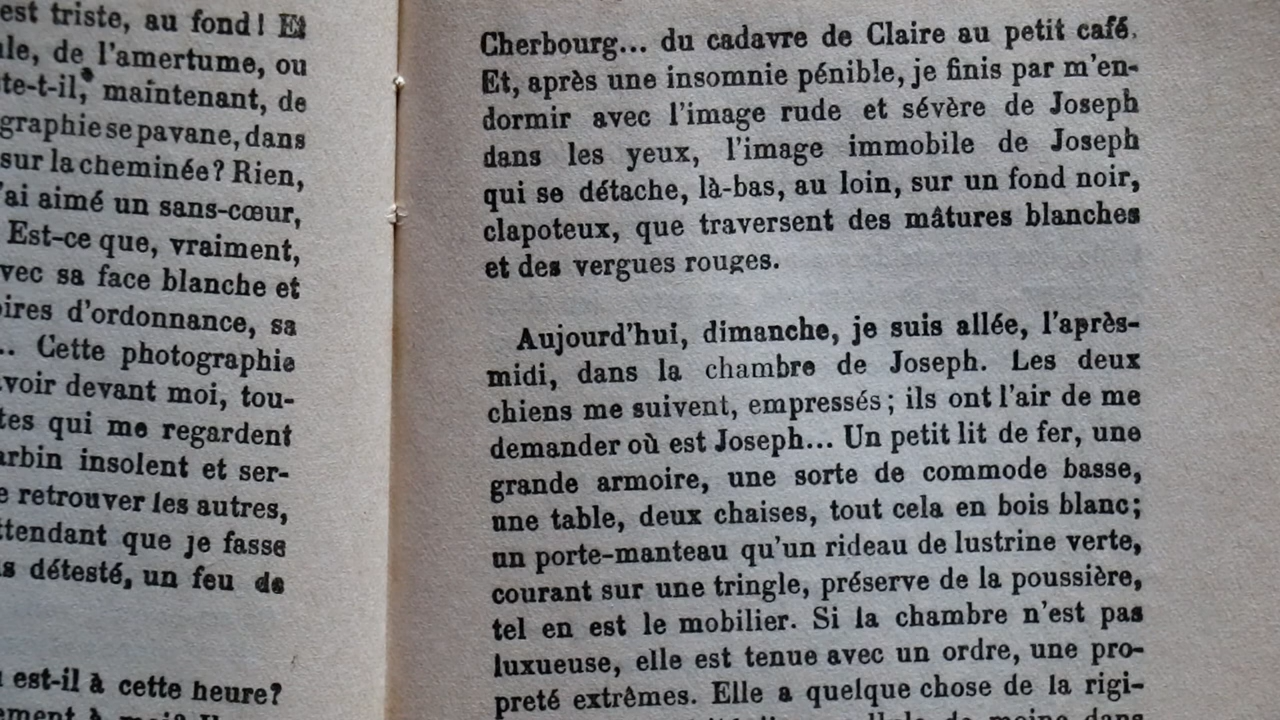 est triste, au fond! Et
de l'amertume, ou
te-t-il, maintenant, de
graphie se pavane, dans
sur la cheminée? Rien,
'ai aimé un sans-cœur,
Est-ce que, vraiment,
vec sa face blanche et
oires d'ordonnance, sa
.. Cette photographie
avoir devant moi, tou-
tes qui me regardent
arbin insolent et ser-
e retrouver les autres,
ttendant que je fasse
s détesté, un feu de
est-il à cette heure?
Cherbourg... du cadavre de Claire au petit café.
Et, après une insomnie pénible, je finis par m'en-
dormir avec l'image rude et sévère de Joseph
dans les yeux, l'image immobile de Joseph
qui se détache, là-bas, au loin, sur un fond noir,
clapoteux, que traversent des mâtures blanches
et des vergues rouges.
Aujourd'hui, dimanche, je suis allée, l'après-
midi, dans la chambre de Joseph. Les deux
chiens me suivent, empressés; ils ont l'air de me
demander où est Joseph... Un petit lit de fer, une
grande armoire, une sorte de commode basse,
une table, deux chaises, tout cela en bois blanc;
un porte-manteau qu'un rideau de lustrine verte,
courant sur une tringle, préserve de la poussière,
tel en est le mobilier. Si la chambre n'est pas
luxueuse, elle est tenue avec un ordre, une pro-
preté extrêmes. Elle a quelque chose de la rigi-